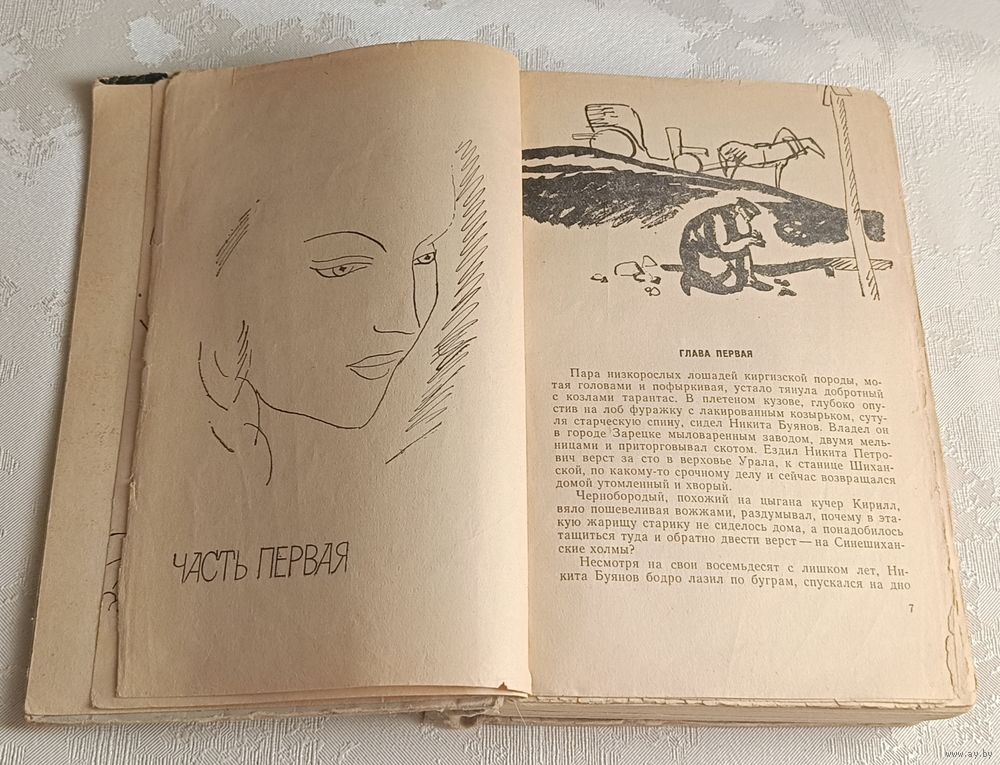 ЧАСТЬ ПЕРВАЯ
ГЛАВА ПЕРВАЯ
Пара низкорослых лошадей киргизской породы, мо-
тая головами и пофыркивая, устало тянула добротный
с козлами тарантас. В плетеном кузове, глубоко опу-
стив на лоб фуражку с лакированным козырьком, суту-
ля старческую спину, сидел Никита Буянов. Владел он
в городе Зарецке мыловаренным заводом, двумя мель-
ницами и приторговывал скотом. Ездил Никита Петро-
вич верст за сто в верховье Урала, к станице Шихан-
ской, по какому-то срочному делу и сейчас возвращался
домой утомленный и хворый.
Чернобородый, похожий на цыгана кучер Кирилл,
вяло пошевеливая вожжами, раздумывал, почему в эта-
кую жарищу старику не сиделось дома, а понадобилось
тащиться туда и обратно двести верст — на Синешихан-
ские холмы?
Несмотря на свои восемьдесят с лишком лет, Ни-
кита Буянов бодро лазил по буграм, спускался на дно
7
www.ay.by